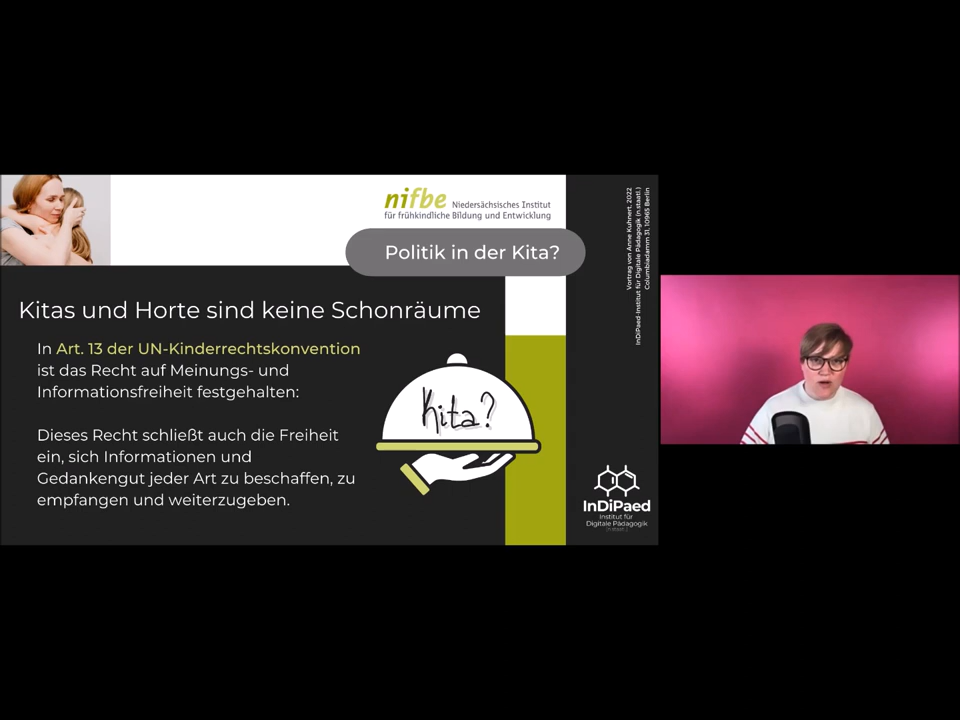 nifbe Niedersächsisches Institut
für frühkindliche Bildung und Entwicklung
Politik in der Kita?
Kitas und Horte sind keine Schonräume
In Art. 13 der UN-Kinderrechtskonvention
ist das Recht auf Meinungs- und
Informationsfreiheit festgehalten:
Dieses Recht schließt auch die Freiheit
ein, sich Informationen und
Gedankengut jeder Art zu beschaffen, zu
empfangen und weiterzugeben.
Kita?
Vortrag von Anne Kuhnert, 2022
InDiPaed-Institut für Digitale Pädagogik (n.staatl.)
Columbiadamm 31, 10965 Berlin
InDiPaed
Institut für
Digitale Pädagogik